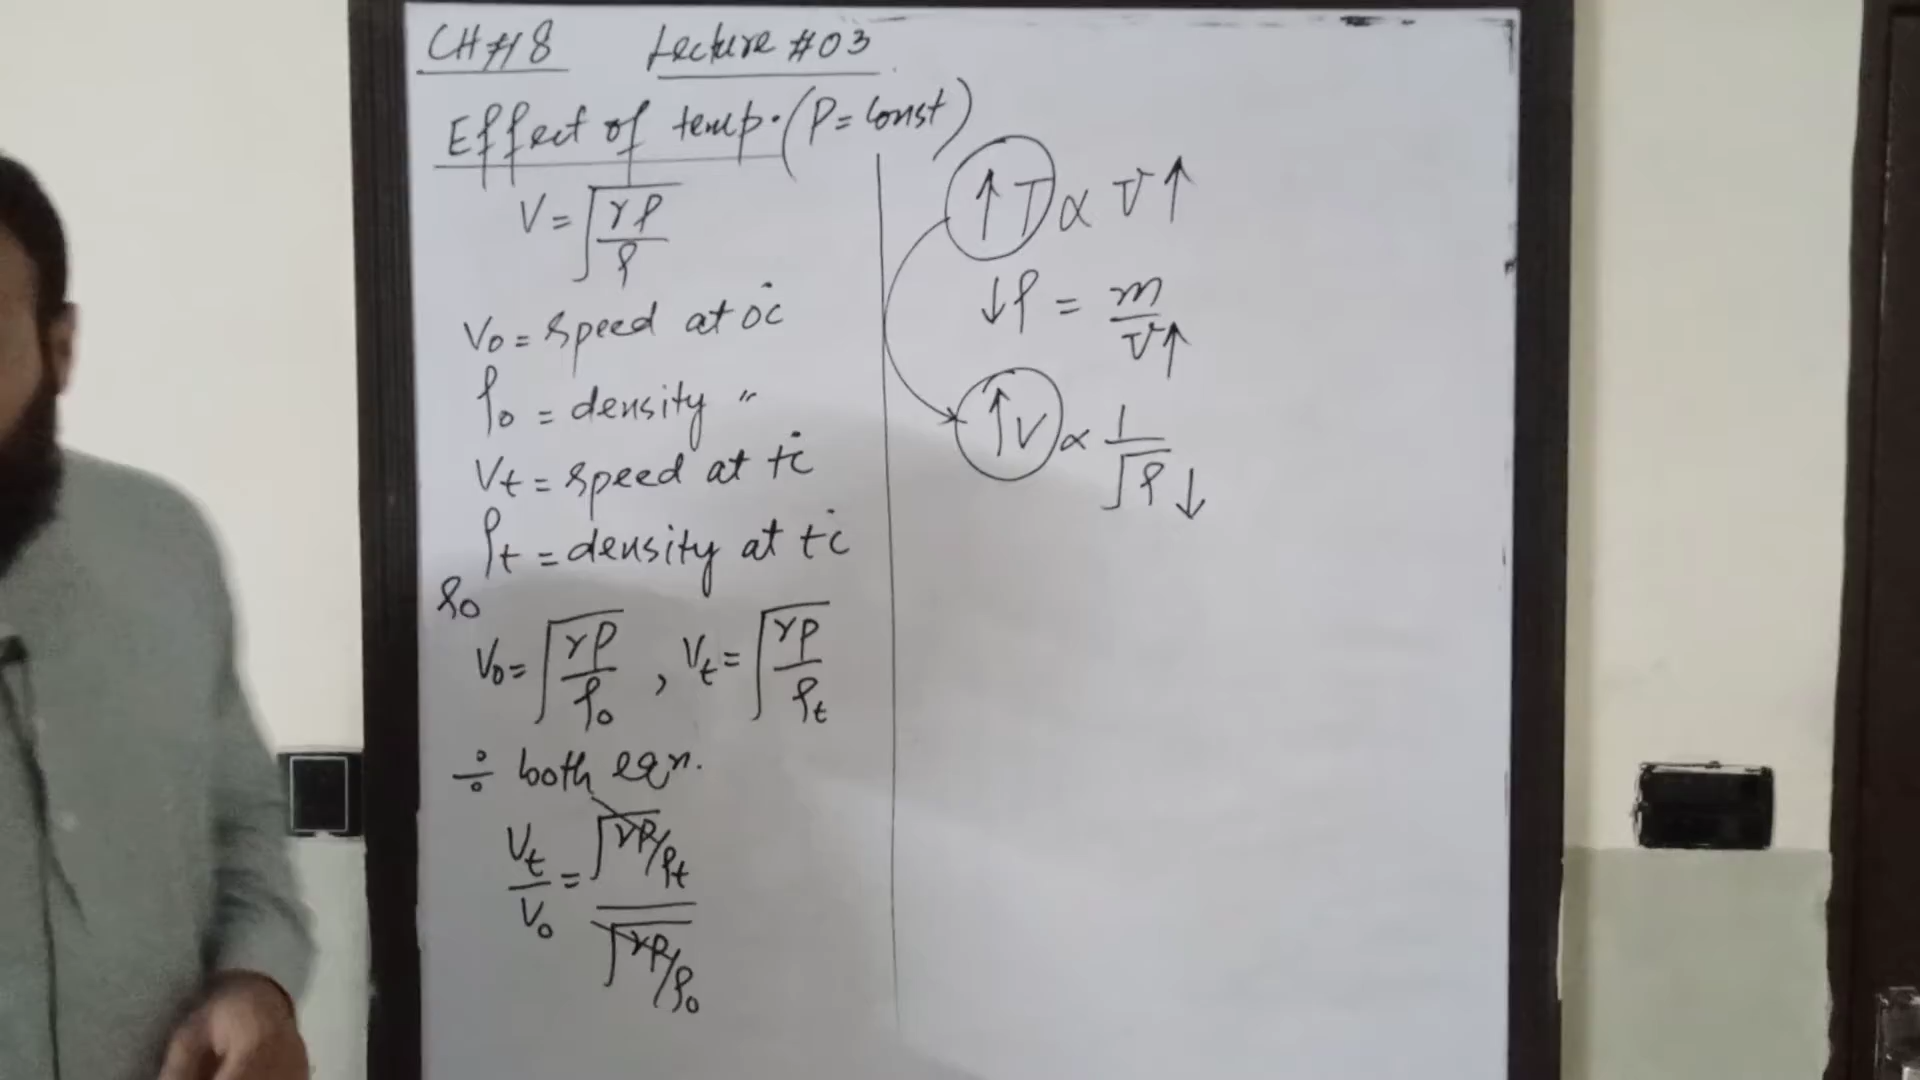 CH#18 Lecture #03
Effect of temp. (P = const)
V = √(γP/ρ)
V₀ = speed at 0°C
ρ₀ = density "
Vt = speed at t°C
ρt = density at t°C
So
V₀ = √(γP/ρ₀) , Vt = √(γP/ρt)
÷ both eqn.
Vt/V₀ = √(γP/ρt) / √(γP/ρ₀)
↑T ∝ V↑
↓ρ = m/V↑
↑V ∝ 1/√ρ↓